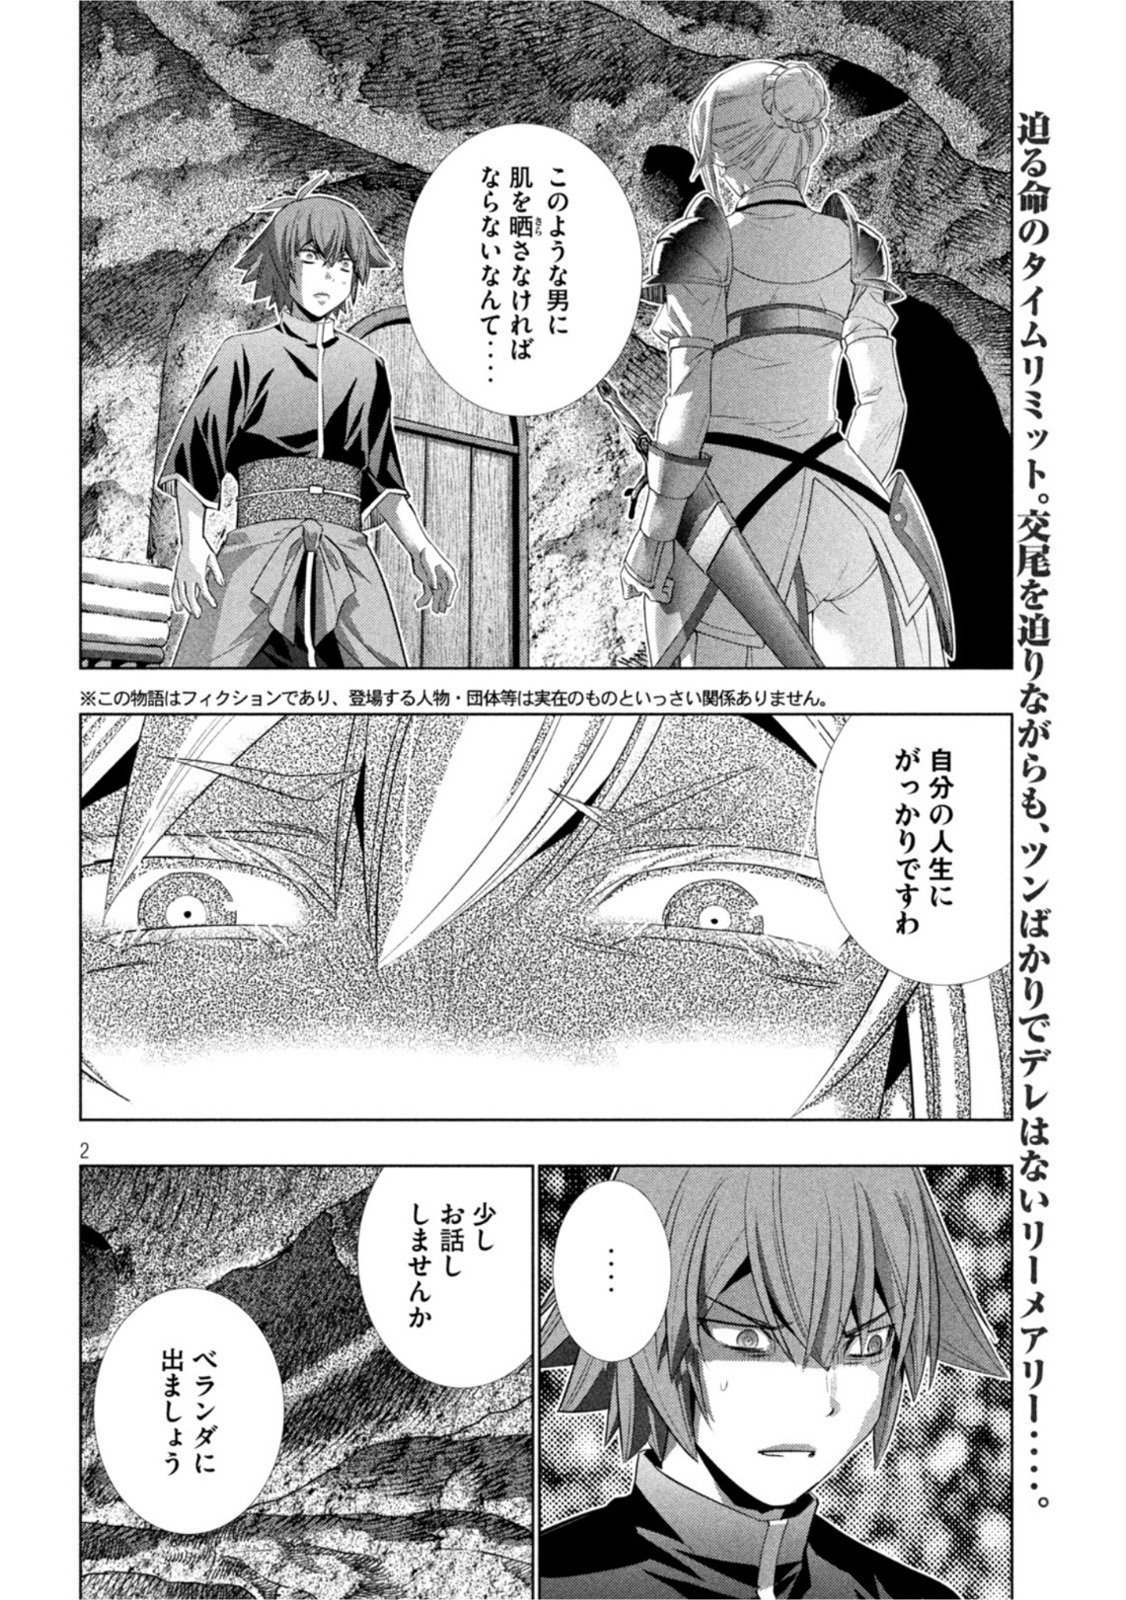 迫る命のタイムリミット。交尾を迫りながらも、ツンばかりでデレはないリーメアリー‥‥‥。
このような男に
肌を晒さなければ
さら
ならないなんて‥‥
※この物語はフィクションであり、登場する人物・団体等は実在のものといっさい関係ありません。
自分の人生に
がっかりですわ
2
‥‥
少し
お話し
しませんか
ベランダに
出ましょう